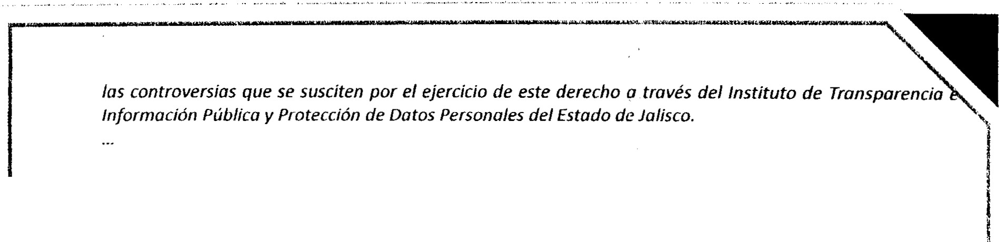 las controversias que se susciten por el ejercicio de este derecho a través del Instituto de Transparencia e
Información Pública y Protección de Datos Personales del Estado de Jalisco.
...